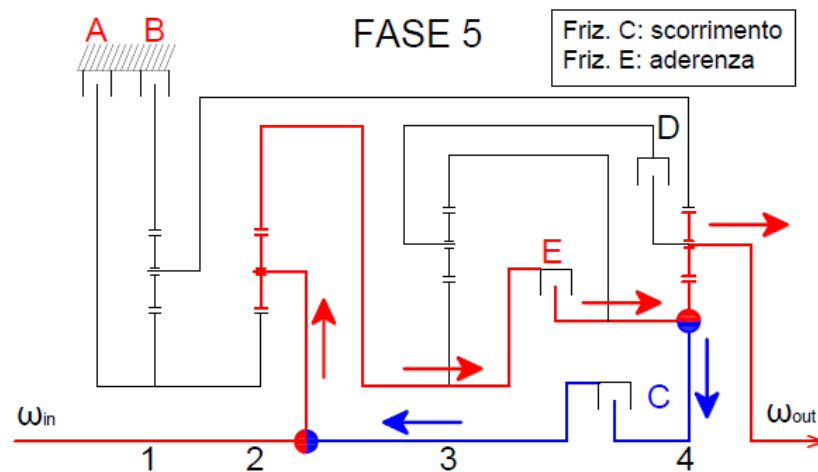 A B
FASE 5
Friz. C: scorrimento
Friz. E: aderenza
D
E
C
ωin
ωout
1 2 3 4